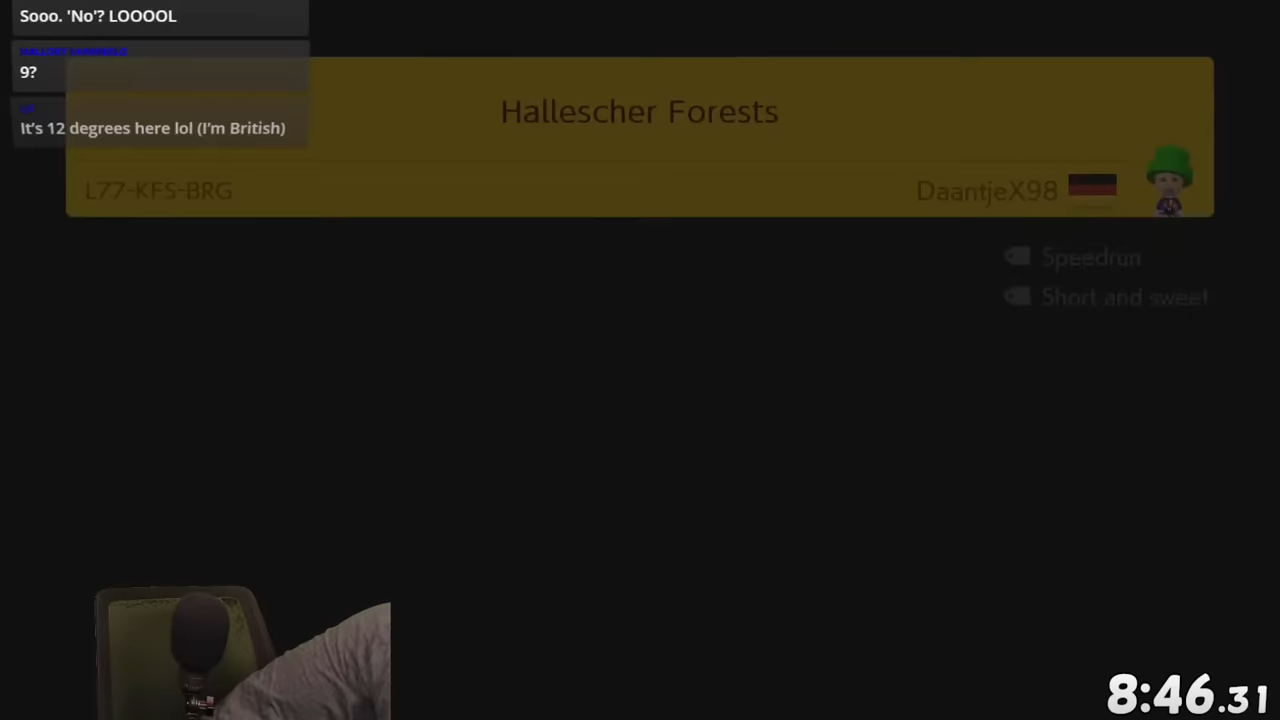 Sooo. 'No'? LOOOOL
9?
It's 12 degrees here lol (I'm British)
Hallescher Forests
L77-KFS-BRG
DaantjeX98
Speedrun
Short and sweet
8:46.31